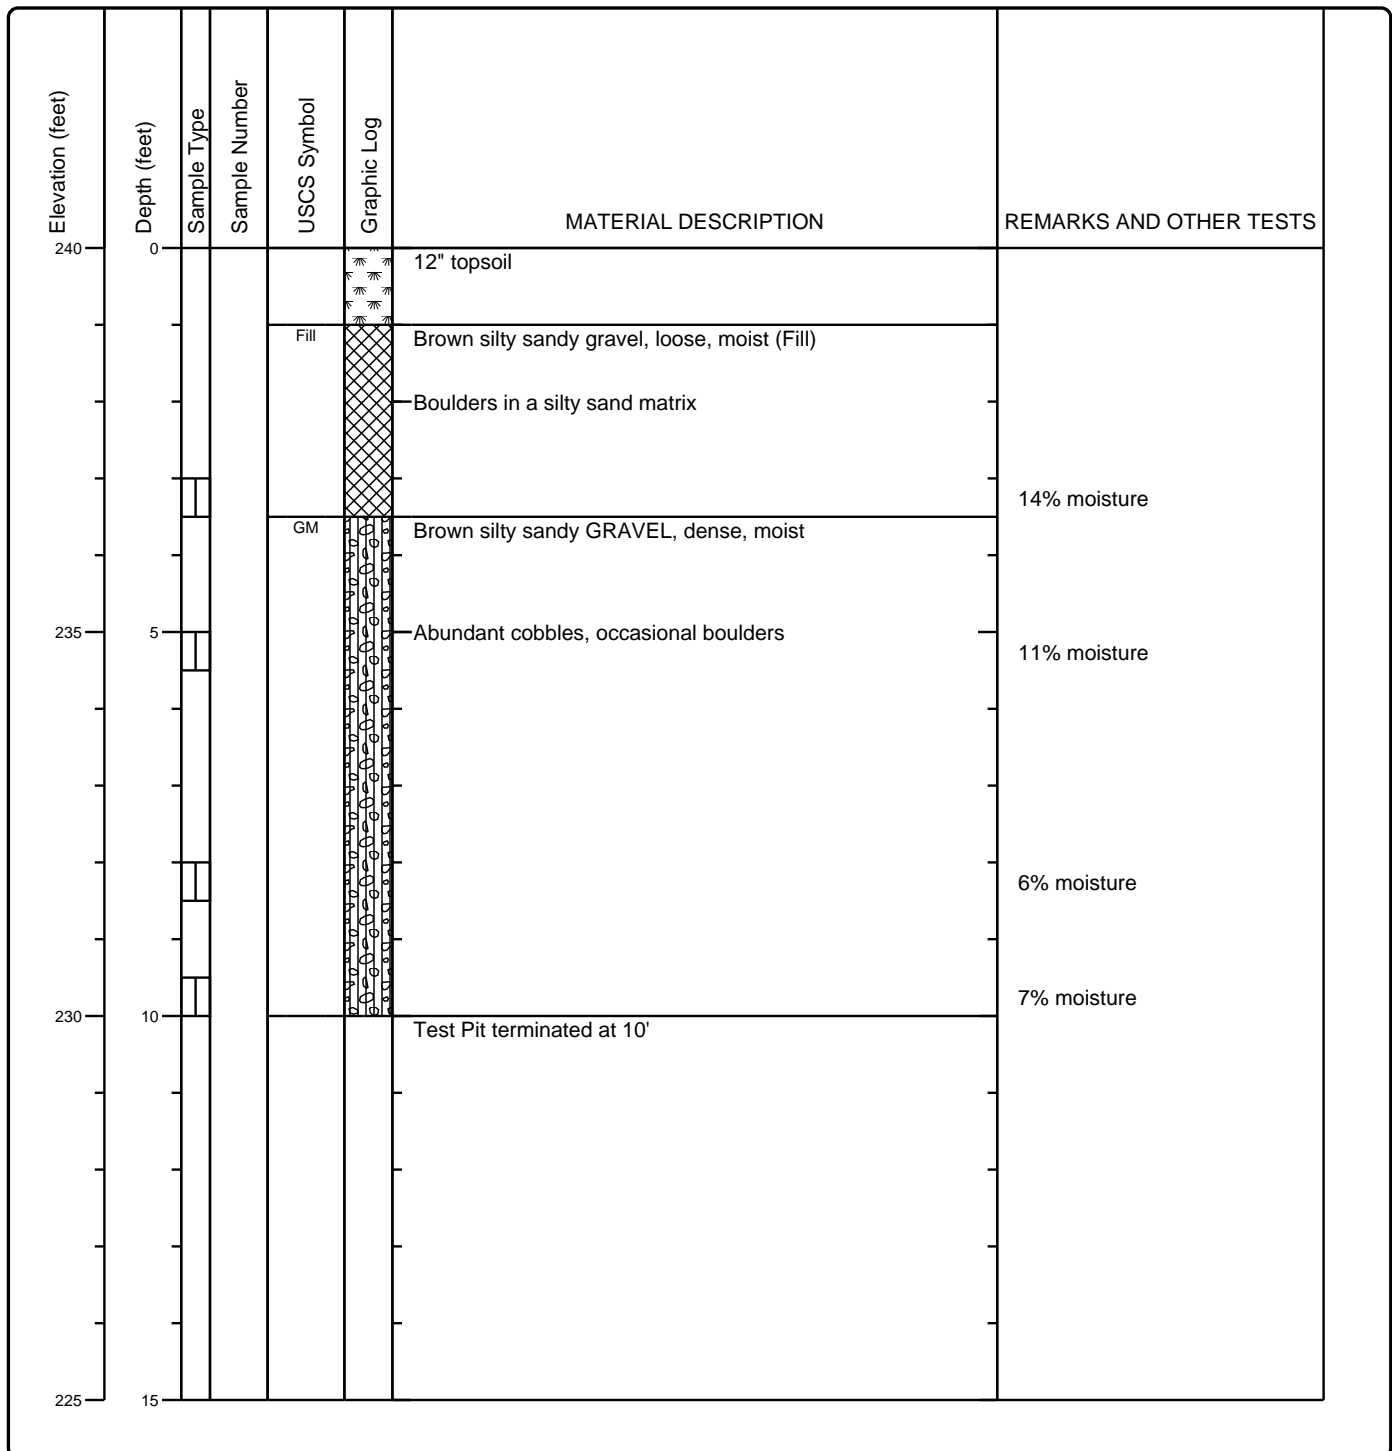 Elevation (feet)
Depth (feet)
Sample Type
Sample Number
USCS Symbol
Graphic Log
MATERIAL DESCRIPTION
REMARKS AND OTHER TESTS
240
0
12" topsoil
Fill
Brown silty sandy gravel, loose, moist (Fill)
Boulders in a silty sand matrix
14% moisture
GM
Brown silty sandy GRAVEL, dense, moist
235
5
Abundant cobbles, occasional boulders
11% moisture
6% moisture
7% moisture
230
10
Test Pit terminated at 10'
225
15